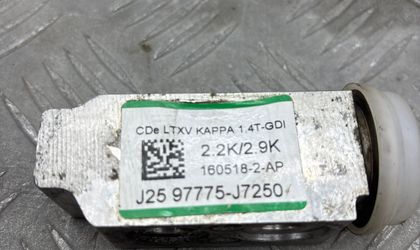 CDe LTXV KAPPA 1.4T-GDI
2.2K/2.9K
160518-2-AP
J25 97775-J7250